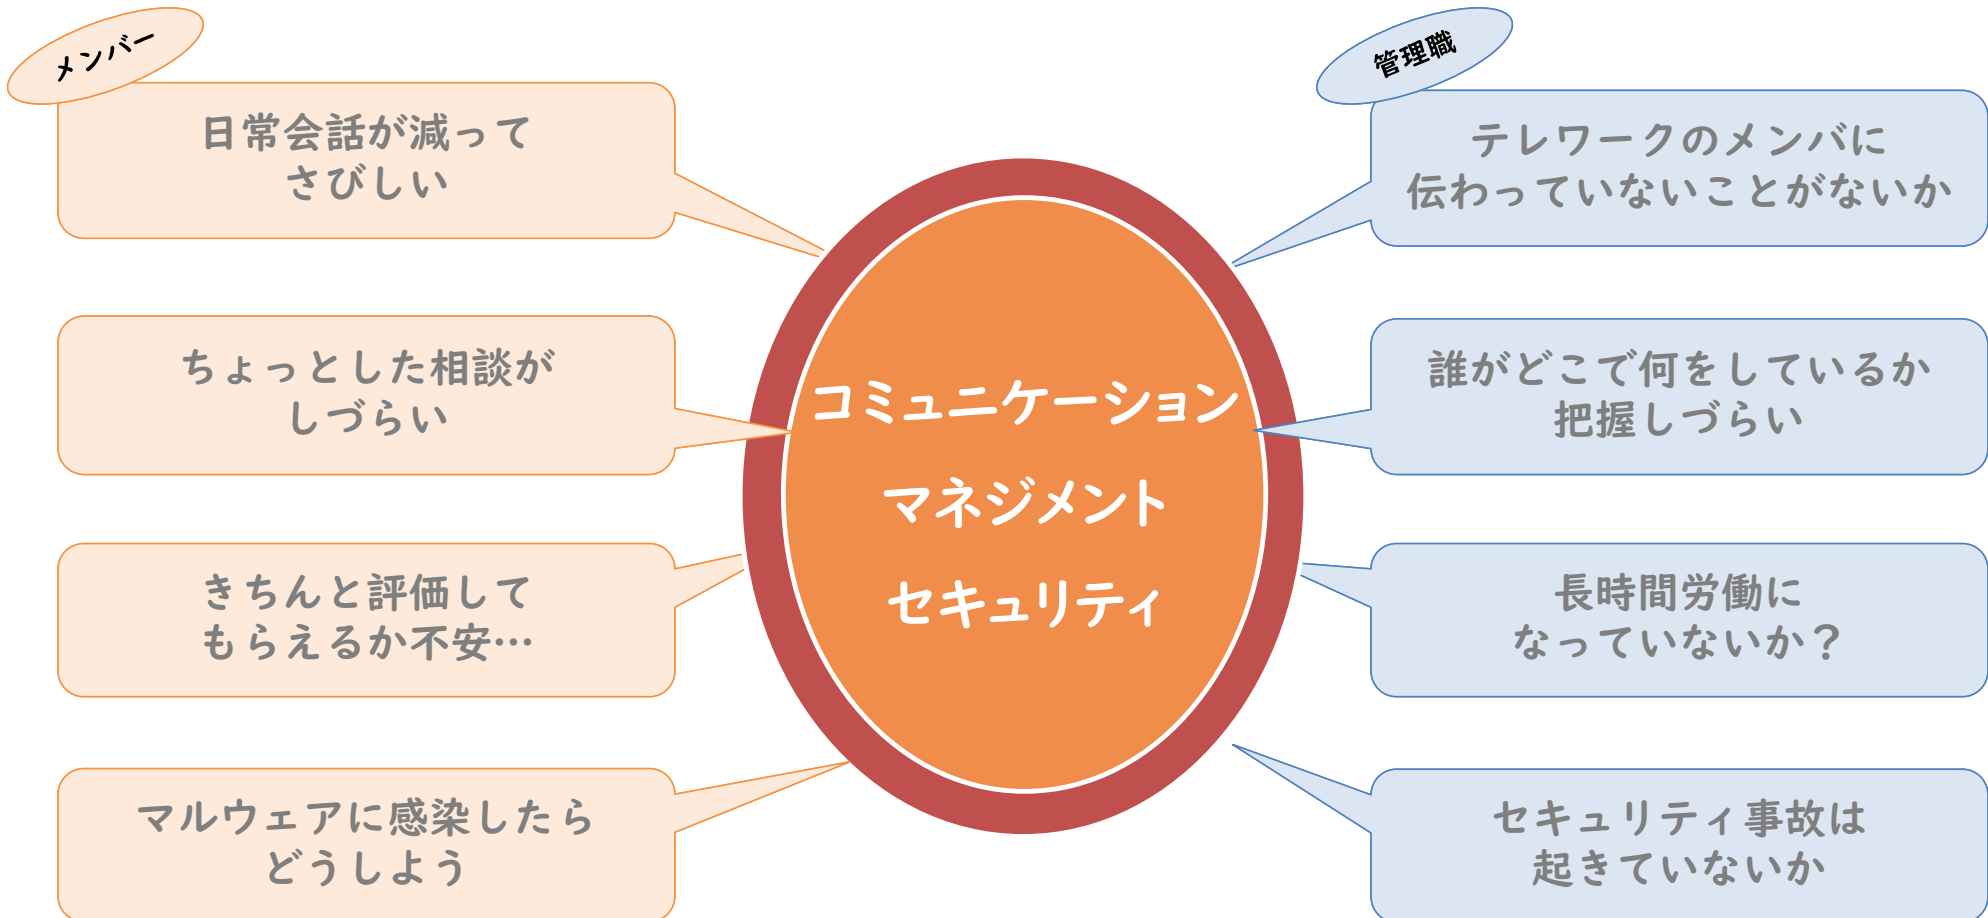 メンバー
日常会話が減って
さびしい
ちょっとした相談が
しづらい
きちんと評価して
もらえるか不安…
マルウェアに感染したら
どうしよう
コミュニケーション
マネジメント
セキュリティ
管理職
テレワークのメンバに
伝わっていないことがないか
誰がどこで何をしているか
把握しづらい
長時間労働に
なっていないか？
セキュリティ事故は
起きていないか